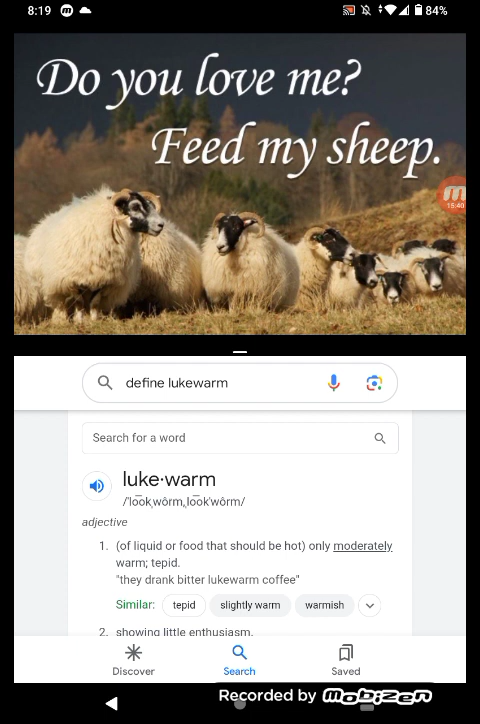 8:19
84%
Do you love me?
Feed my sheep.
15:40
define lukewarm
Search for a word
luke·warm
/ˈlo͞okˌwôrm,ˌlo͞okˈwôrm/
adjective
1. (of liquid or food that should be hot) only moderately
warm; tepid.
"they drank bitter lukewarm coffee"
Similar: tepid slightly warm warmish
2. showing little enthusiasm.
Discover Search Saved
Recorded by Mobizen